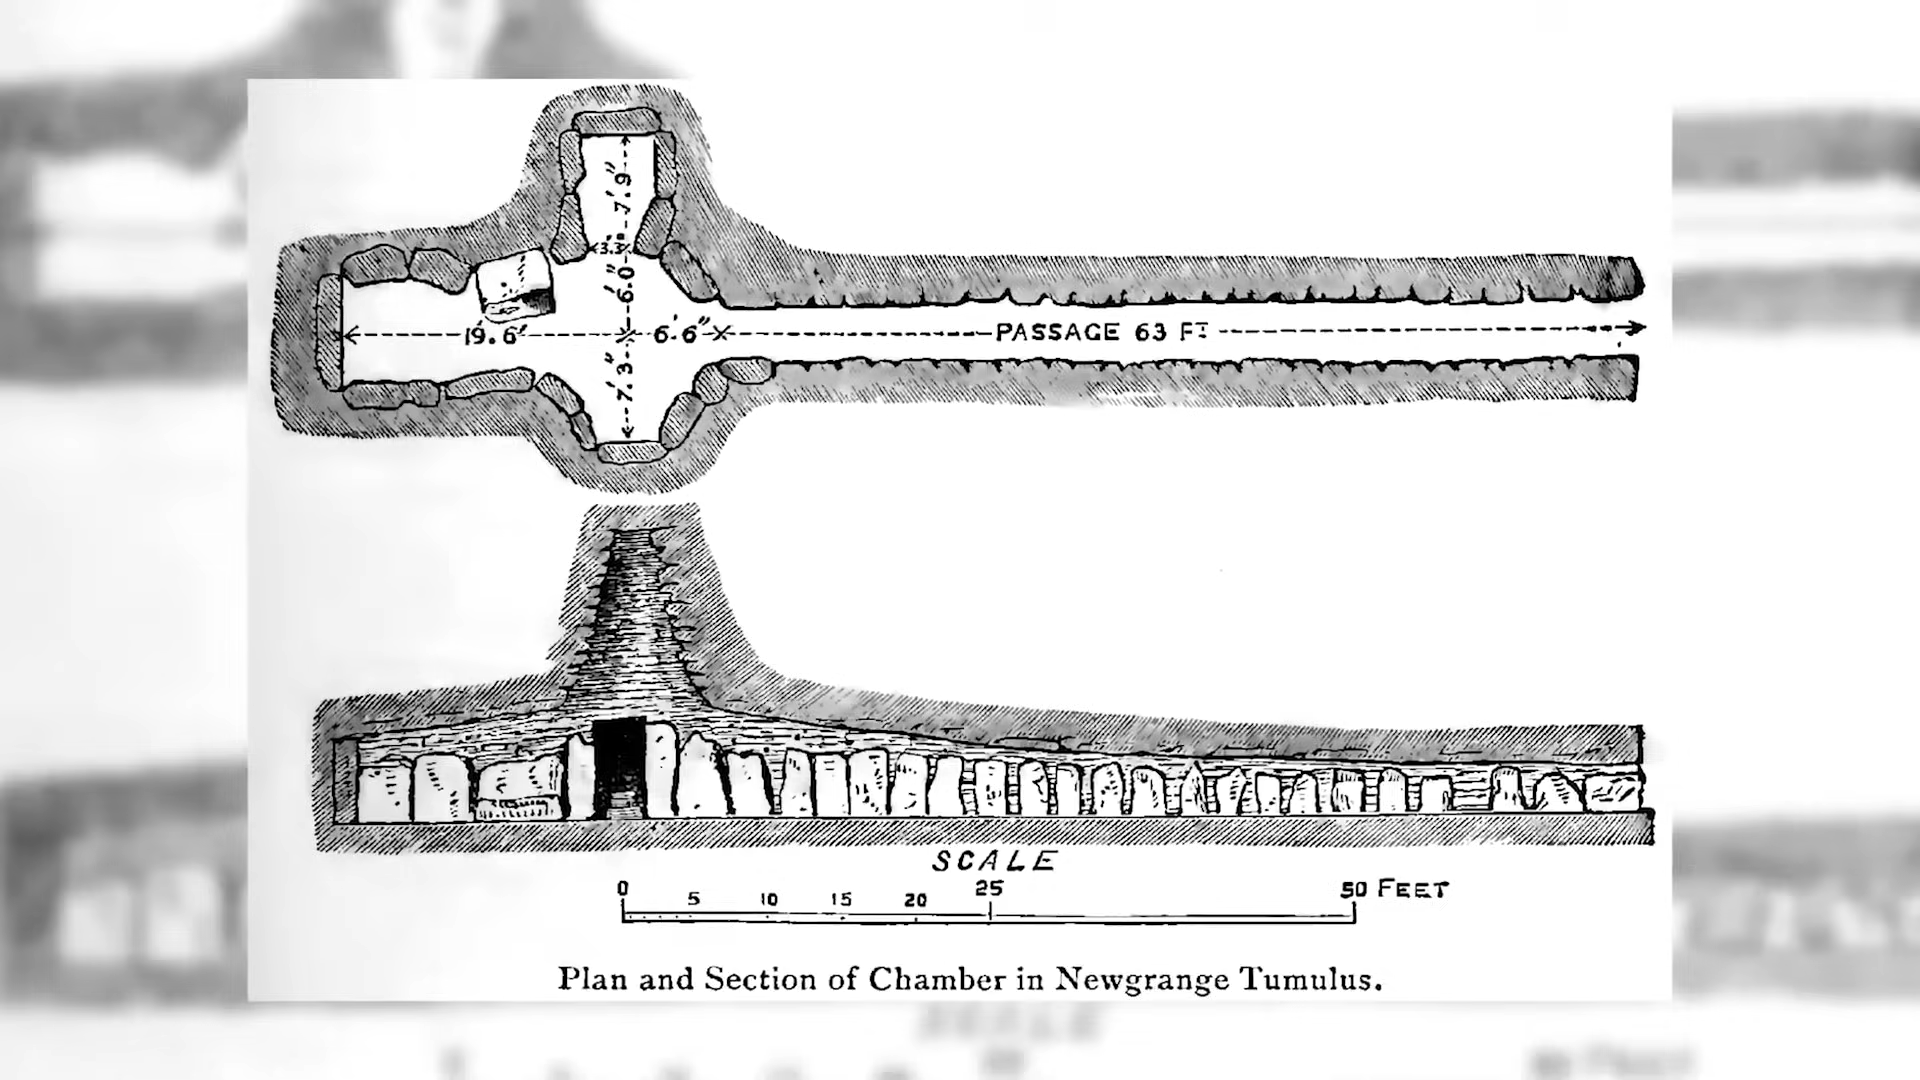 7'.9"
3.3
6.0"
19'.6"
6'.6"
PASSAGE 63 FT
7'.3"
SCALE
0 5 10 15 20 25 50 FEET
Plan and Section of Chamber in Newgrange Tumulus.